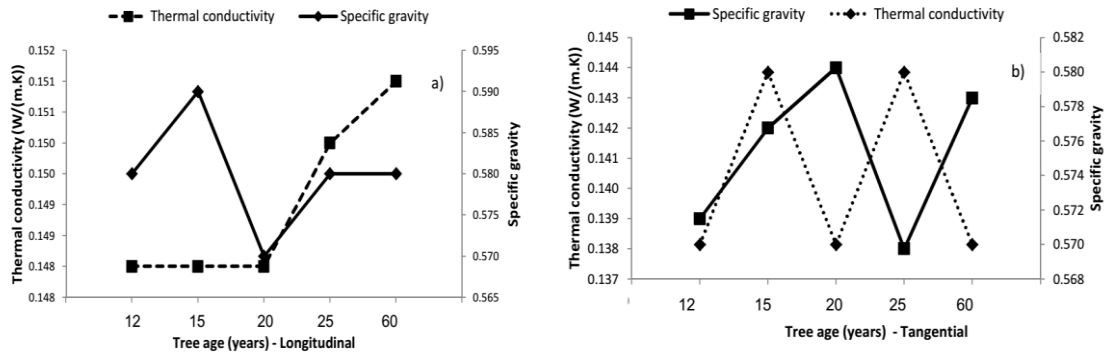 Thermal conductivity
Specific gravity
a)
Thermal conductivity (W/(m.K))
0.152
0.151
0.151
0.150
0.150
0.149
0.149
0.148
0.148
0.595
0.590
0.585
0.580
0.575
0.570
0.565
Specific gravity
12 15 20 25 60
Tree age (years) - Longitudinal
Specific gravity
Thermal conductivity
b)
Thermal conductivity (W/(m.K))
0.145
0.144
0.143
0.142
0.141
0.140
0.139
0.138
0.137
0.582
0.580
0.578
0.576
0.574
0.572
0.570
0.568
Specific gravity
12 15 20 25 60
Tree age (years) - Tangential